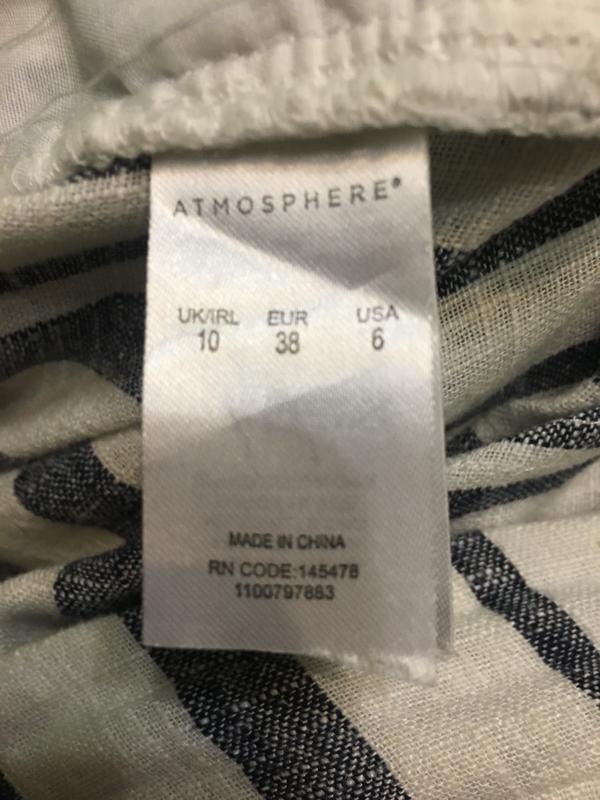 ATMOSPHERE®
UK/IRL EUR USA
10 38 6
MADE IN CHINA
RN CODE:145478
1100797883